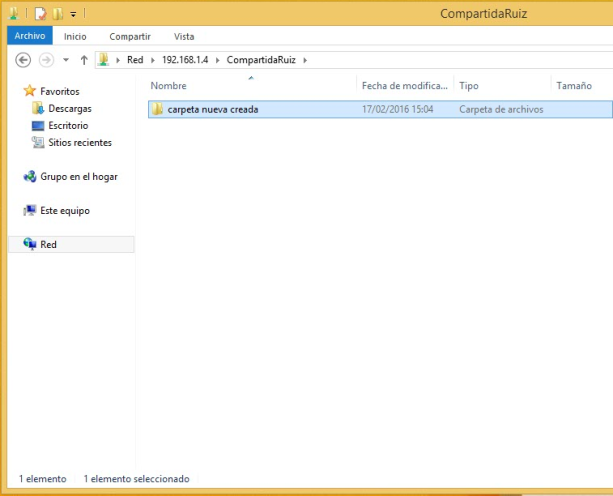 CompartidaRuiz
Archivo Inicio Compartir Vista
Red 192.168.1.4 CompartidaRuiz
Nombre Fecha de modifica... Tipo Tamaño
carpeta nueva creada 17/02/2016 15:04 Carpeta de archivos
Favoritos
Descargas
Escritorio
Sitios recientes
Grupo en el hogar
Este equipo
Red
1 elemento 1 elemento seleccionado